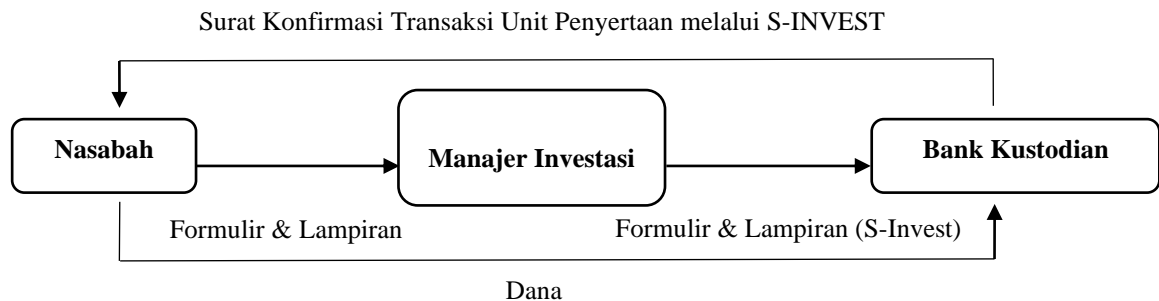 Surat Konfirmasi Transaksi Unit Penyertaan melalui S-INVEST
Nasabah
Manajer Investasi
Bank Kustodian
Formulir & Lampiran
Formulir & Lampiran (S-Invest)
Dana